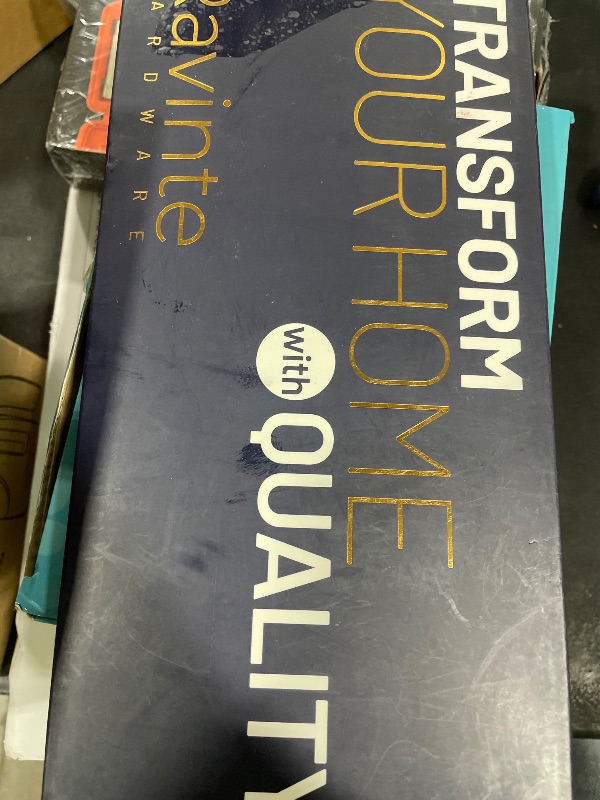 TRANSFORM
YOUR HOME
with QUALITY
avinte
ARDWARE